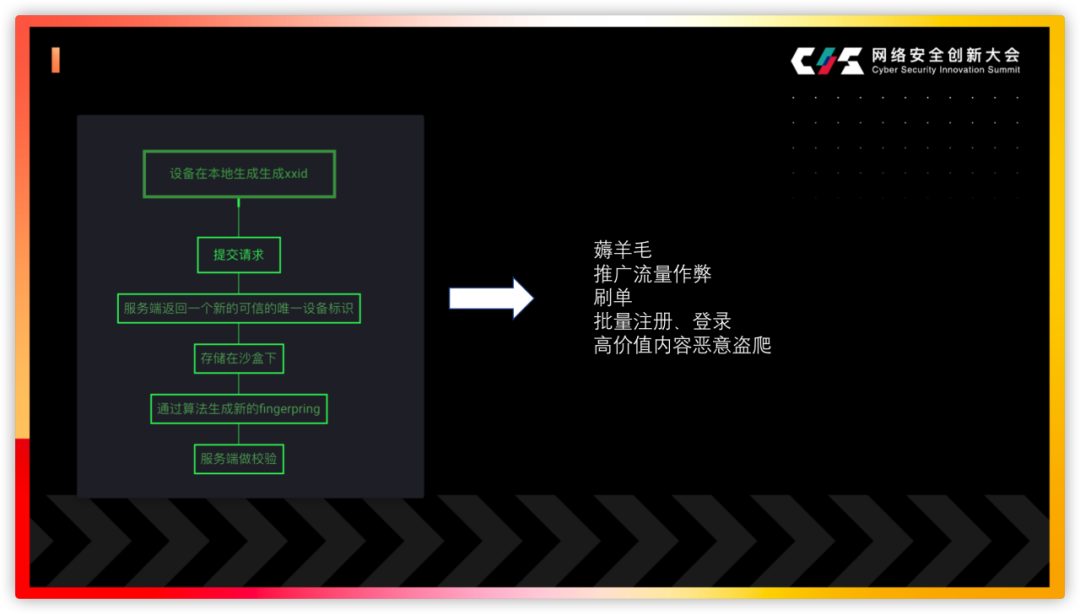 网络安全创新大会
Cyber Security Innovation Summit
设备在本地生成生成xxid
提交请求
服务端返回一个新的可信的唯一设备标识
存储在沙盒下
通过算法生成新的fingerpring
服务端做校验
薅羊毛
推广流量作弊
刷单
批量注册、登录
高价值内容恶意盗爬